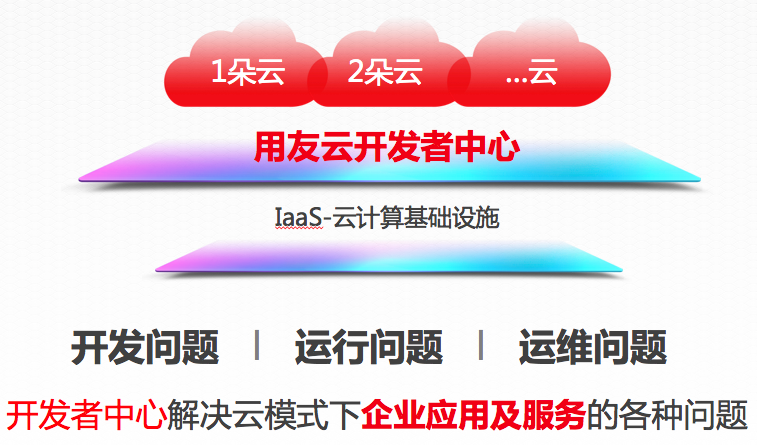 1朵云 2朵云 ...云
用友云开发者中心
IaaS-云计算基础设施
开发问题 | 运行问题 | 运维问题
开发者中心解决云模式下企业应用及服务的各种问题